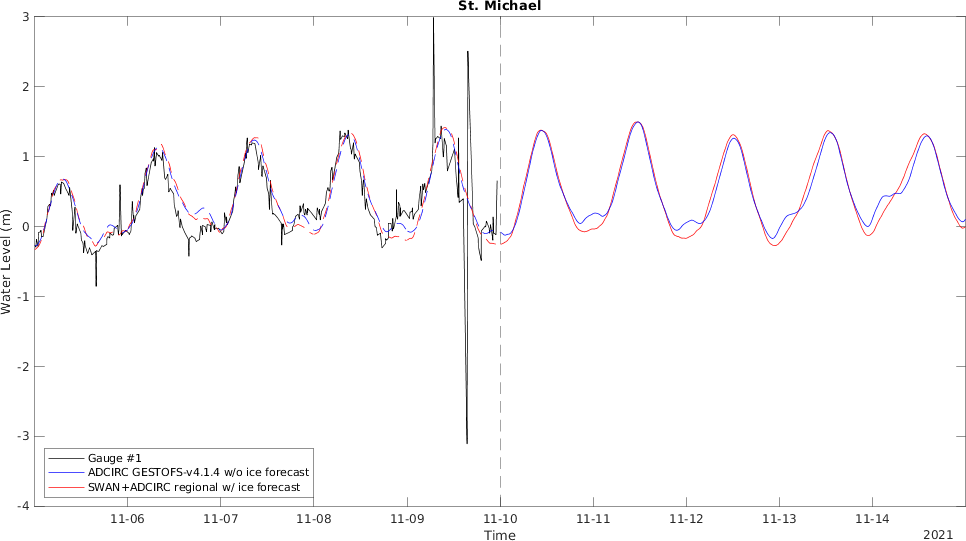 St. Michael
3
2
1
0
-1
-2
-3
-4
Water Level (m)
Gauge #1
ADCIRC GESTOFS-v4.1.4 w/o ice forecast
SWAN+ADCIRC regional w/ ice forecast
11-06 11-07 11-08 11-09 11-10 11-11 11-12 11-13 11-14
Time
2021